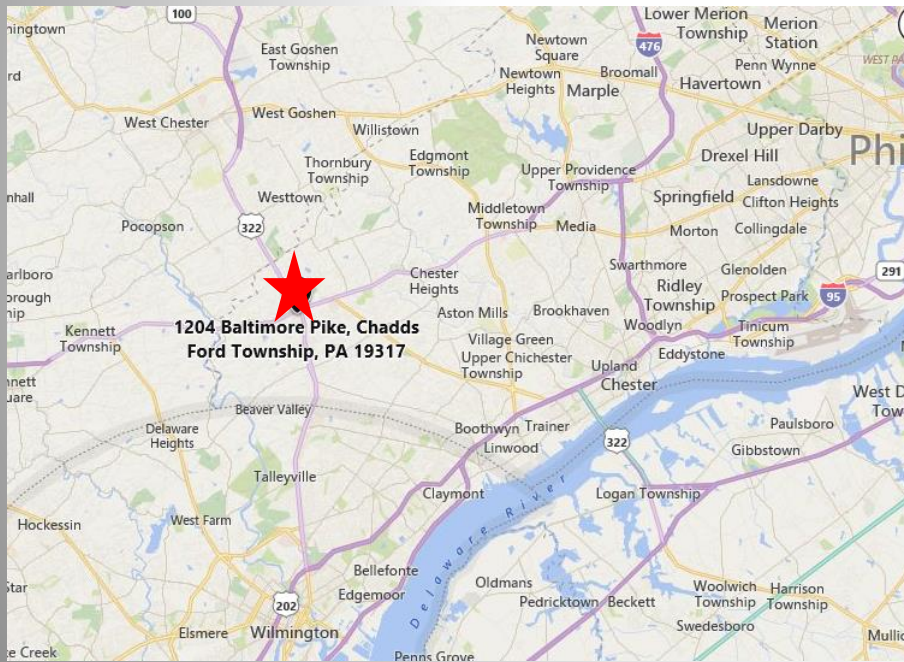 100
Lower Merion
Township
Merion
Station
476
East Goshen
Township
Newtown
Square
Newtown
Heights
Broomall
Marple
Penn Wynne
Havertown
West Chester
West Goshen
Willistown
Upper Darby
Thornbury
Township
Edgmont
Township
Drexel Hill
Upper Providence
Township
Lansdowne
Clifton Heights
Springfield
Westtown
Pocopson
322
Middletown
Township
Media
Morton
Collingdale
Chester
Heights
Swarthmore
Glenolden
291
Ridley
Township
Prospect Park
95
Aston Mills
Brookhaven
Woodlyn
Tinicum
Township
1204 Baltimore Pike, Chadds
Ford Township, PA 19317
Kennett
Township
Village Green
Upper Chichester
Township
Eddystone
Upland
Chester
Beaver Valley
Delaware
Heights
Boothwyn
Trainer
Linwood
322
Paulsboro
Gibbstown
Talleyville
Claymont
Logan Township
Hockessin
West Farm
Delaware River
Bellefonte
Edgemoor
Oldmans
Pedricktown
Beckett
Woolwich
Township
Harrison
Township
202
Swedesboro
Elsmere
Wilmington
Penns Grove